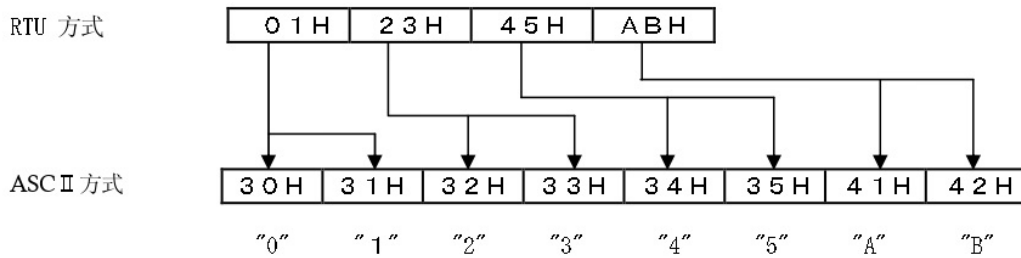 RTU 方式 01H 23H 45H ABH
ASCⅡ方式 30H 31H 32H 33H 34H 35H 41H 42H
"0" "1" "2" "3" "4" "5" "A" "B"